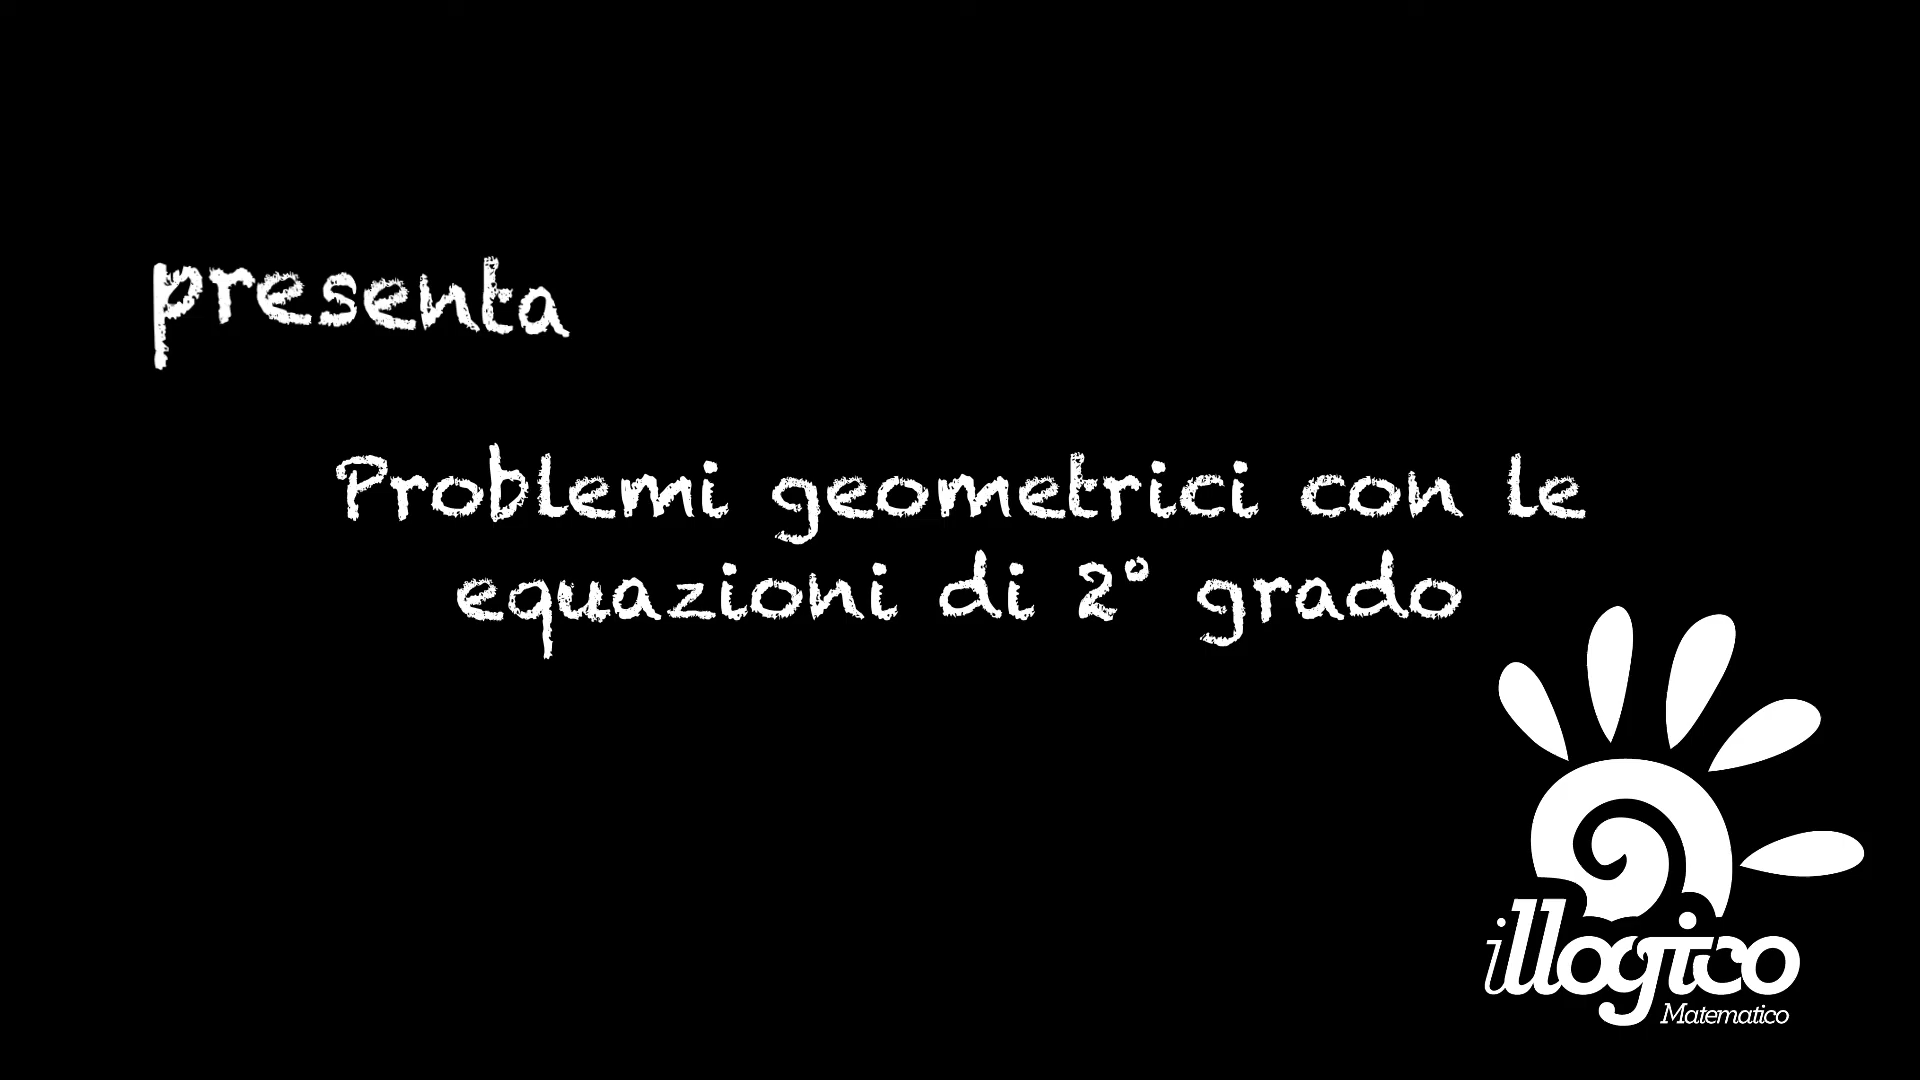 presenta
Problemi geometrici con le
equazioni di 2° grado
illogico
Matematico